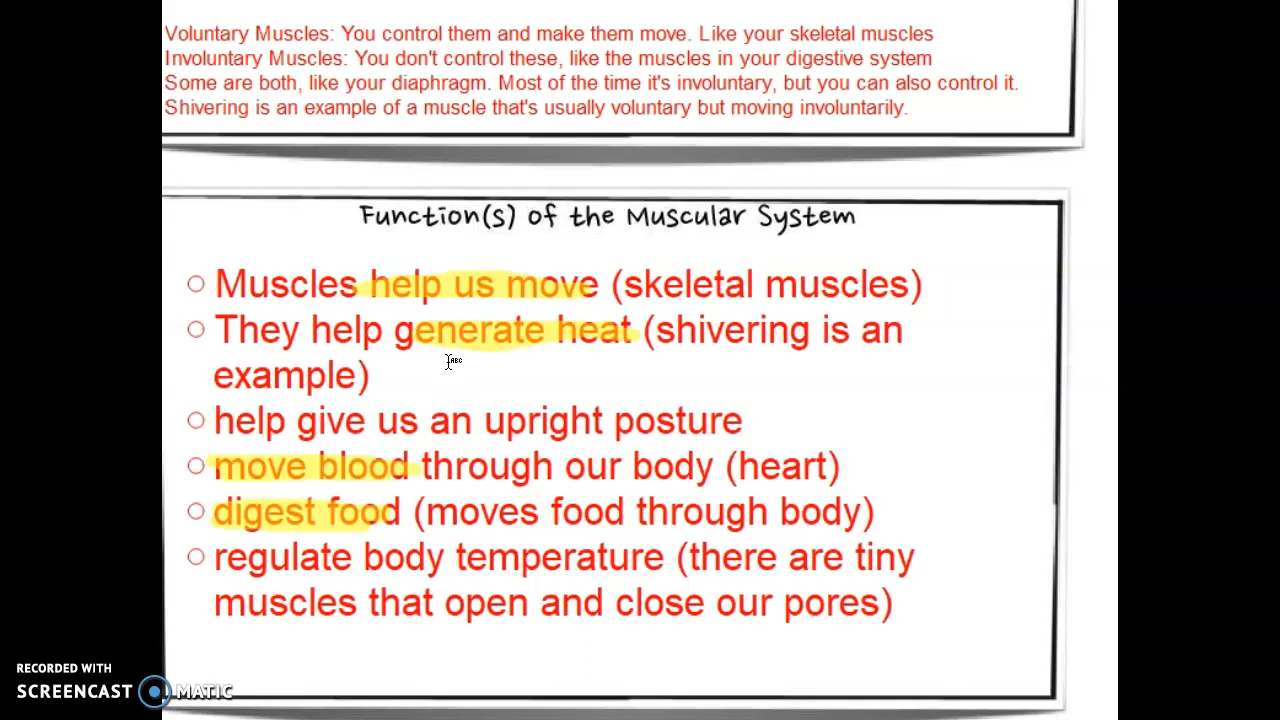 Voluntary Muscles: You control them and make them move. Like your skeletal muscles
Involuntary Muscles: You don't control these, like the muscles in your digestive system
Some are both, like your diaphragm. Most of the time it's involuntary, but you can also control it.
Shivering is an example of a muscle that's usually voluntary but moving involuntarily.
Function(s) of the Muscular System
Muscles help us move (skeletal muscles)
They help generate heat (shivering is an
example)
help give us an upright posture
move blood through our body (heart)
digest food (moves food through body)
regulate body temperature (there are tiny
muscles that open and close our pores)
ABC
RECORDED WITH
SCREENCAST MATIC